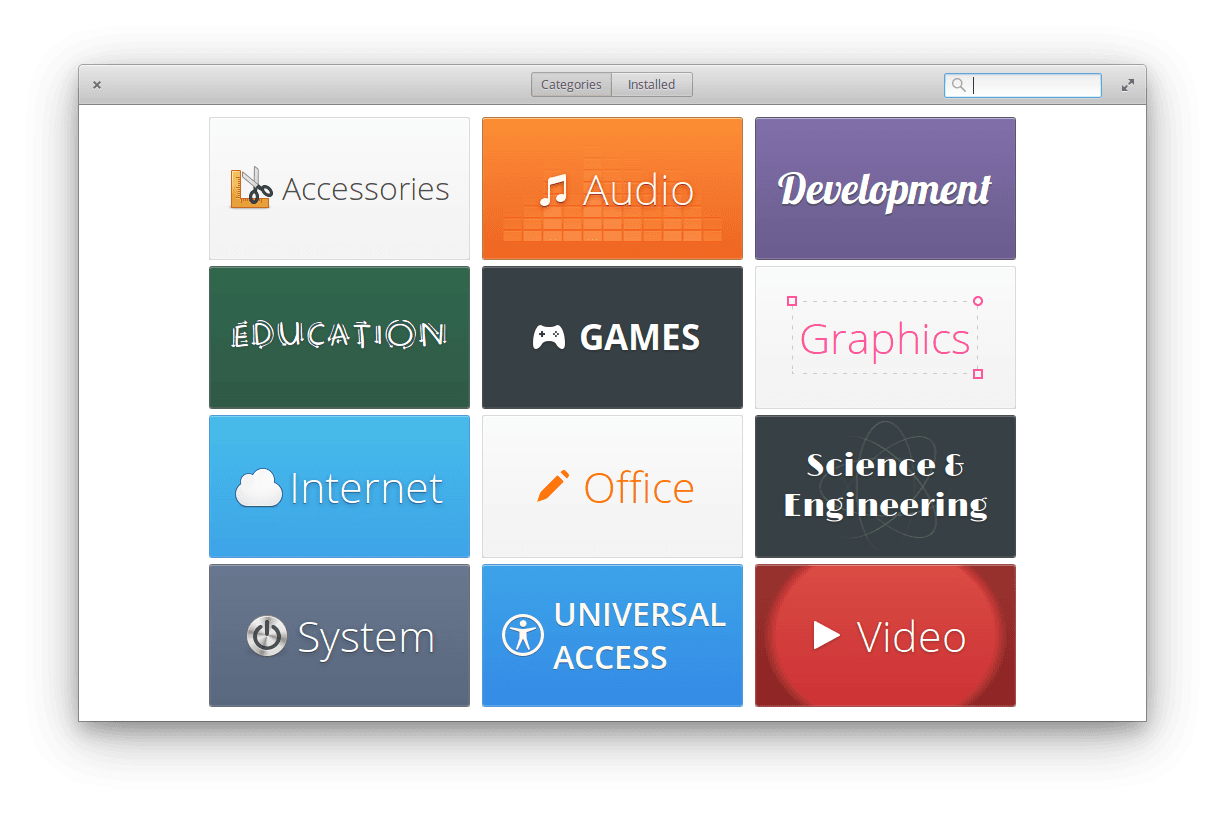 Categories Installed
Accessories
Audio
Development
EDUCATION
GAMES
Graphics
Internet
Office
Science &
Engineering
System
UNIVERSAL
ACCESS
Video